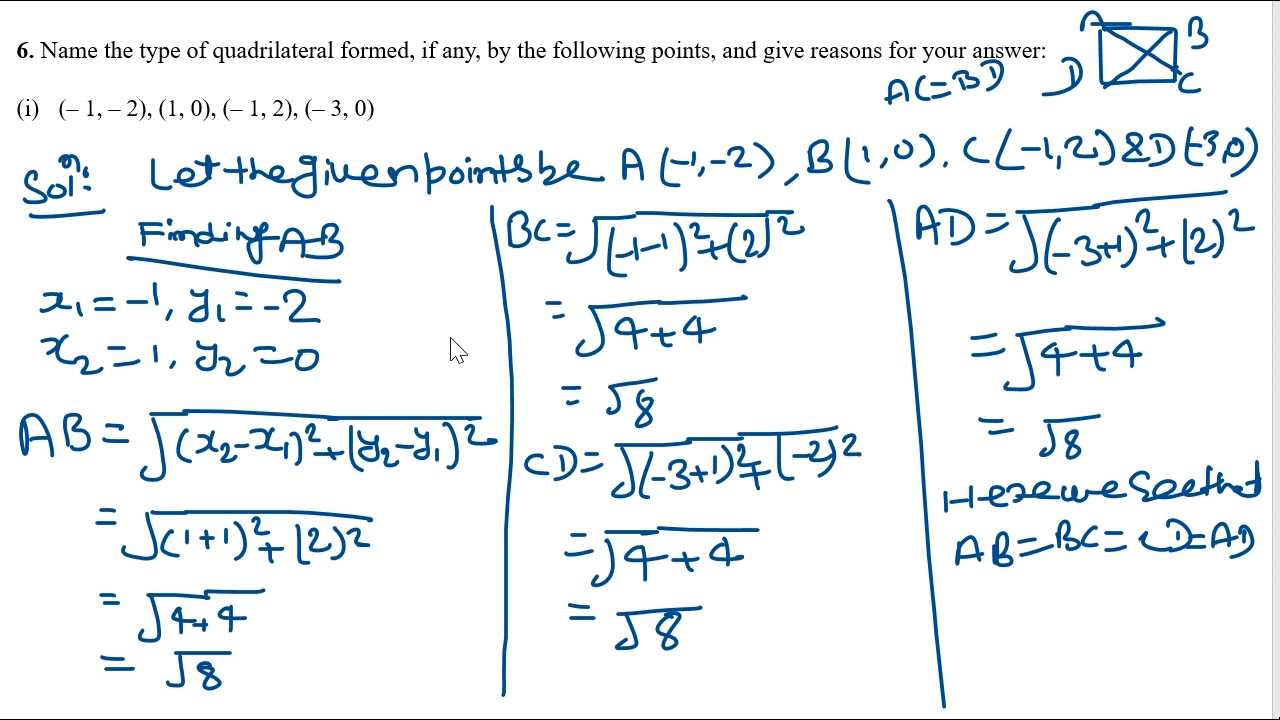 6. Name the type of quadrilateral formed, if any, by the following points, and give reasons for your answer:
A B
D C
AC=BD
(i) (– 1, – 2), (1, 0), (– 1, 2), (– 3, 0)
Solⁿ: Let the given points be A(-1,-2), B(1,0), C(-1,2) & D(-3,0)
Finding AB
x₁=-1, y₁=-2
x₂=1, y₂=0
AB=√(x₂-x₁)²+(y₂-y₁)²
=√(1+1)²+(2)²
=√4+4
=√8
BC=√(-1-1)²+(2)²
=√4+4
=√8
CD=√(-3+1)²+(-2)²
=√4+4
=√8
AD=√(-3+1)²+(2)²
=√4+4
=√8
Here we see that
AB=BC=CD=AD